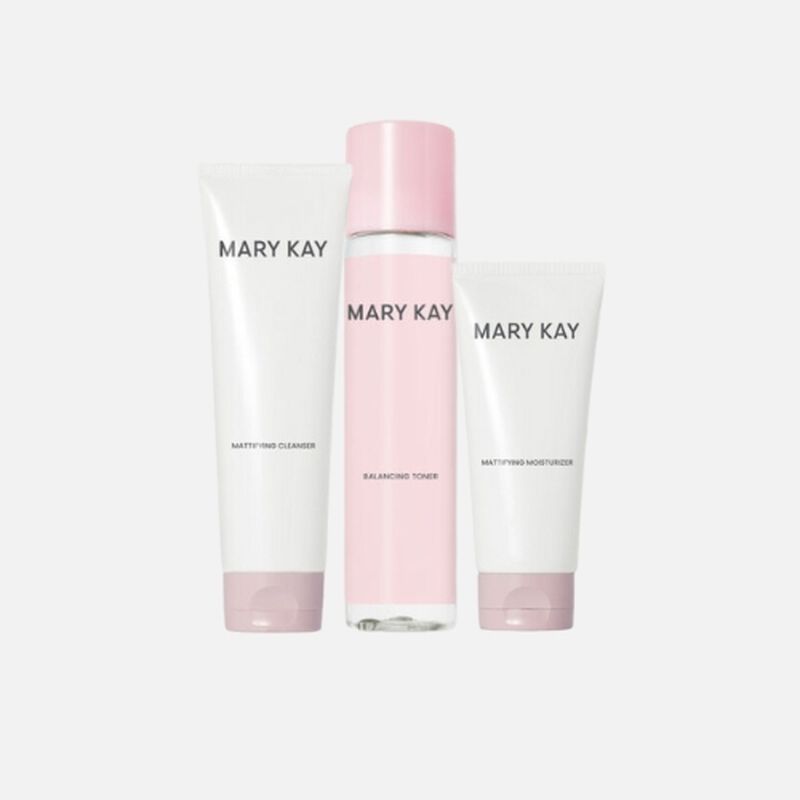 MARY KAY
MATTIFYING CLEANSER
MARY KAY
BALANCING TONER
MARY KAY
MATTIFYING MOISTURIZER